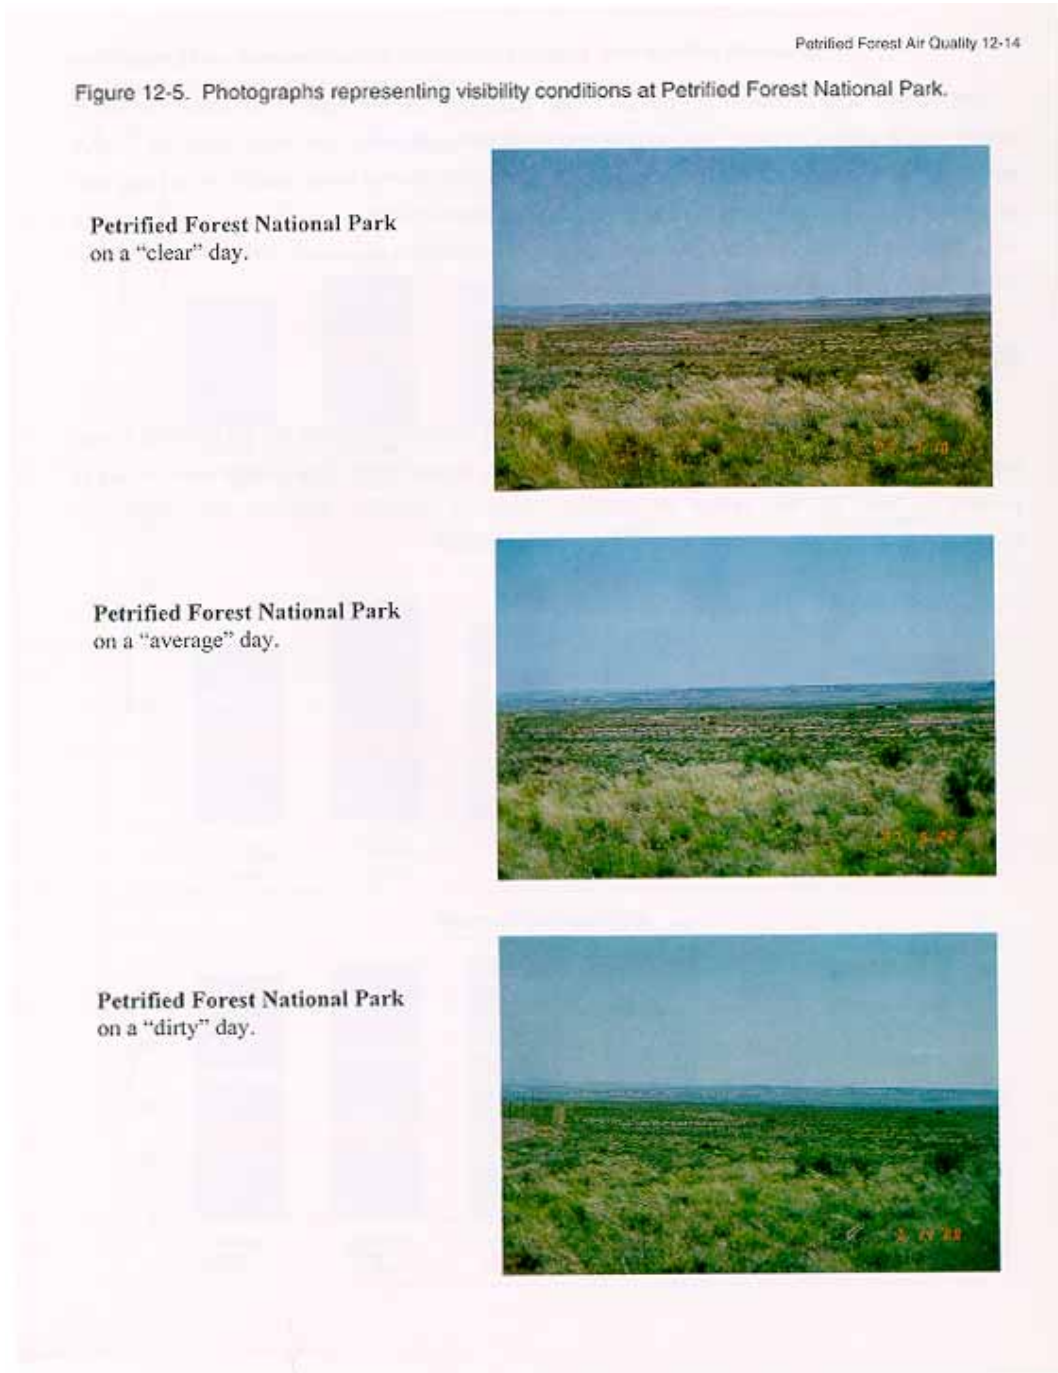 Petrified Forest Air Quality 12-14
Figure 12-5. Photographs representing visibility conditions at Petrified Forest National Park.
Petrified Forest National Park
on a “clear” day.
Petrified Forest National Park
on a “average” day.
Petrified Forest National Park
on a “dirty” day.